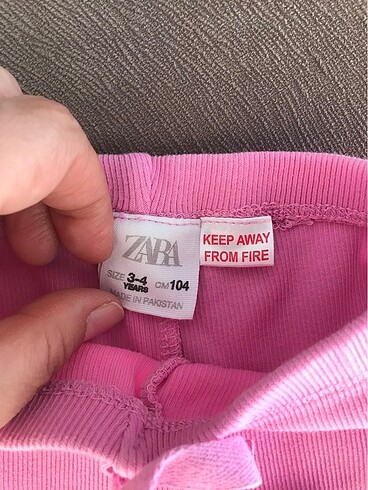 ZARA
SIZE 3-4 YEARS CM 104
MADE IN PAKISTAN
KEEP AWAY
FROM FIRE